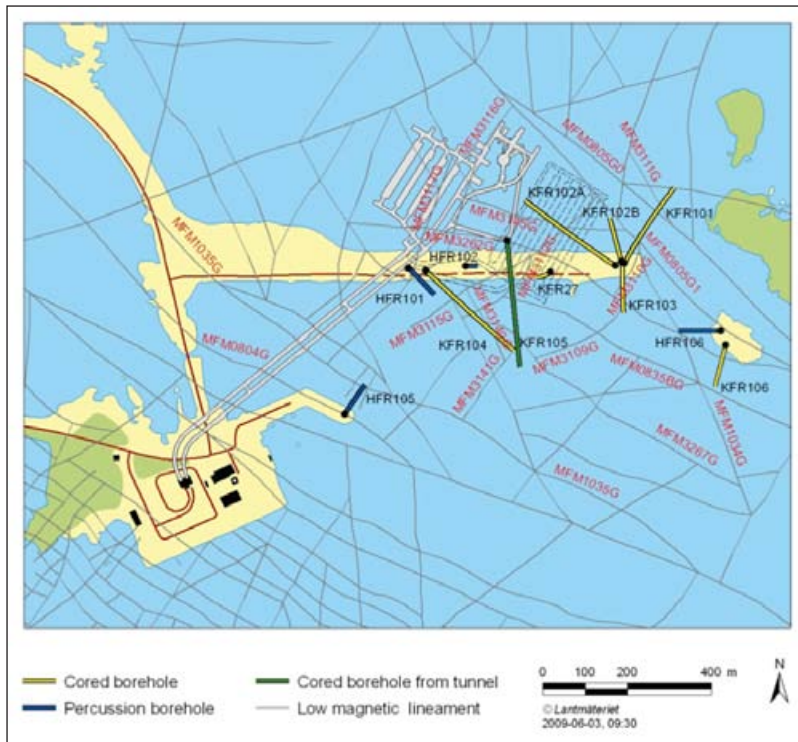 MFM3116G
MFM0805G0
MFM3111G
MFM3117G
KFR102A
KFR102B
KFR101
MFM1035G
MFM3262G
HFR102
MFM0805G1
HFR101
KFR27
KFR103
MFM0804G
MFM3115G
KFR104
KFR105
HFR106
MFM3109G
MFM3141G
MFM0835BG
KFR106
HFR105
MFM1034G
MFM3267G
MFM1035G
Cored borehole
Percussion borehole
Cored borehole from tunnel
Low magnetic lineament
0 100 200 400 m
N
© Lantmäteriet
2009-06-03, 09:30